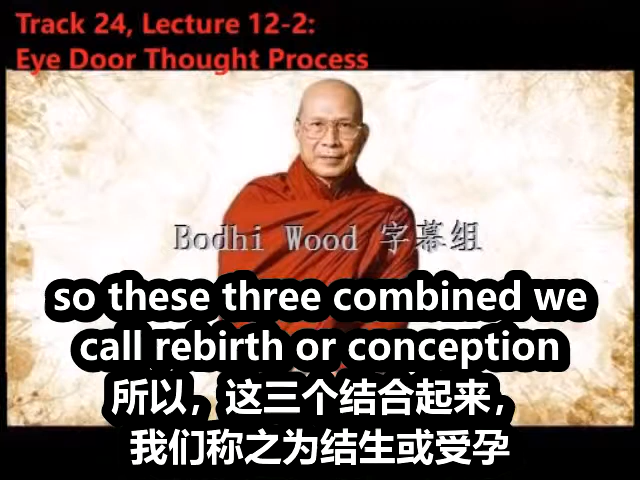 Track 24, Lecture 12-2:
Eye Door Thought Process
Bodhi Wood 字幕组
so these three combined we
call rebirth or conception
所以，这三个结合起来，
我们称之为结生或受孕